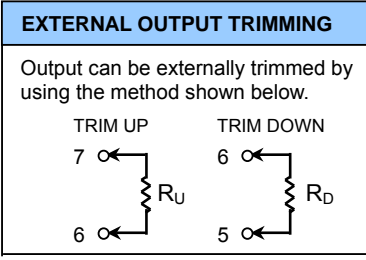 EXTERNAL OUTPUT TRIMMING
Output can be externally trimmed by
using the method shown below.
TRIM UP TRIM DOWN
7 6
RU RD
6 5